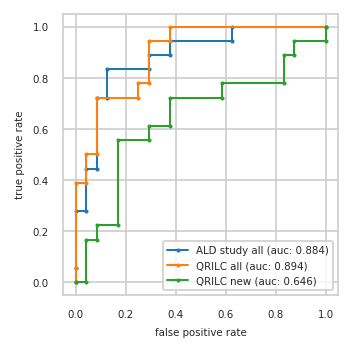 1.0
0.8
0.6
0.4
0.2
0.0
true positive rate
ALD study all (auc: 0.884)
QRILC all (auc: 0.894)
QRILC new (auc: 0.646)
0.0 0.2 0.4 0.6 0.8 1.0
false positive rate